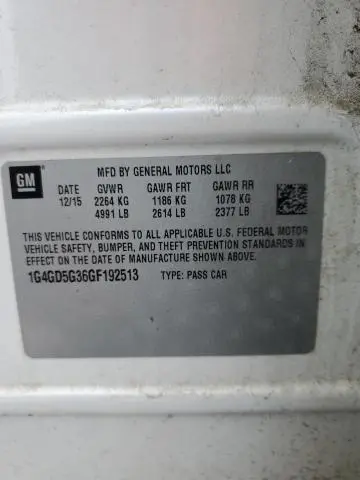 GM
MFD BY GENERAL MOTORS LLC
DATE GVWR GAWR FRT GAWR RR
12/15 2264 KG 1186 KG 1078 KG
4991 LB 2614 LB 2377 LB
THIS VEHICLE CONFORMS TO ALL APPLICABLE U.S. FEDERAL MOTOR
VEHICLE SAFETY, BUMPER, AND THEFT PREVENTION STANDARDS IN
EFFECT ON THE DATE OF MANUFACTURE SHOWN ABOVE.
1G4GD5G36GF192513 TYPE: PASS CAR